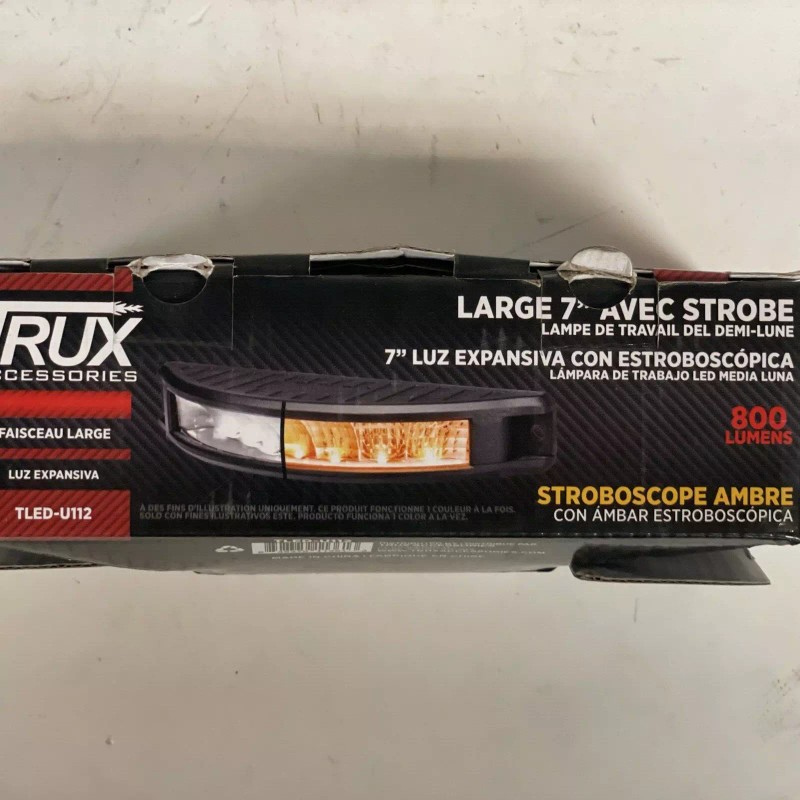 TRUX
ACCESSORIES
FAISCEAU LARGE
LUZ EXPANSIVA
TLED-U112
LARGE 7” AVEC STROBE
LAMPE DE TRAVAIL DEL DEMI-LUNE
7” LUZ EXPANSIVA CON ESTROBOSCÓPICA
LÁMPARA DE TRABAJO LED MEDIA LUNA
800
LUMENS
STROBOSCOPE AMBRE
CON ÁMBAR ESTROBOSCÓPICA
À DES FINS D'ILLUSTRATION UNIQUEMENT. CE PRODUIT FONCTIONNE 1 COULEUR À LA FOIS.
SOLO CON FINES ILUSTRATIVOS ESTE. PRODUCTO FUNCIONA 1 COLOR A LA VEZ.